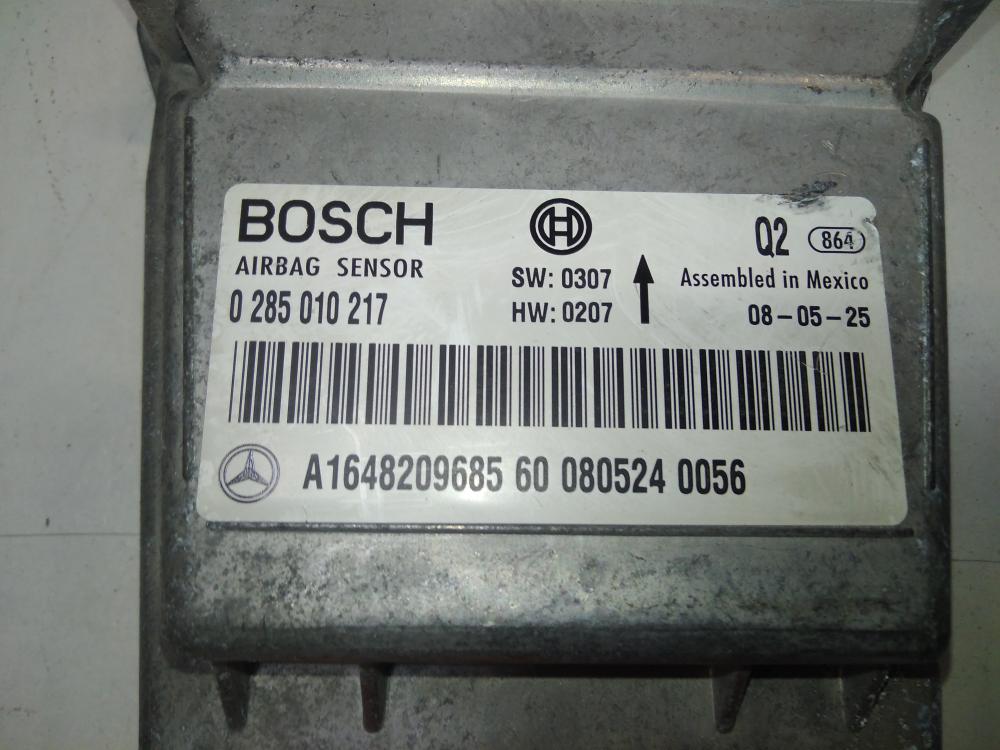 BOSCH
Q2 864
AIRBAG SENSOR
SW: 0307
Assembled in Mexico
0 285 010 217
HW: 0207
08-05-25
A1648209685 60 080524 0056